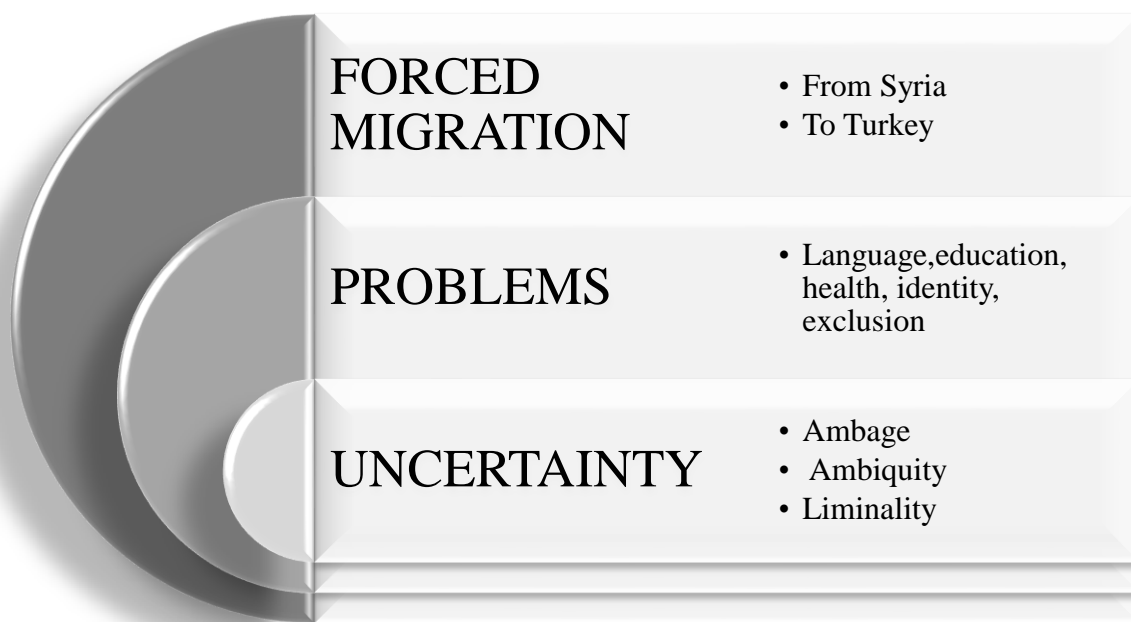 FORCED
MIGRATION
• From Syria
• To Turkey
PROBLEMS
• Language,education,
health, identity,
exclusion
UNCERTAINTY
• Ambage
• Ambiquity
• Liminality